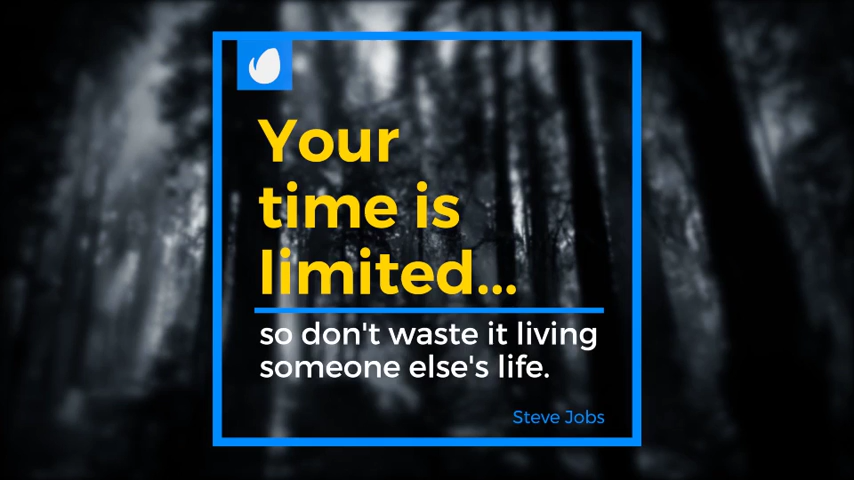 Your
time is
limited...
so don't waste it living
someone else's life.
Steve Jobs